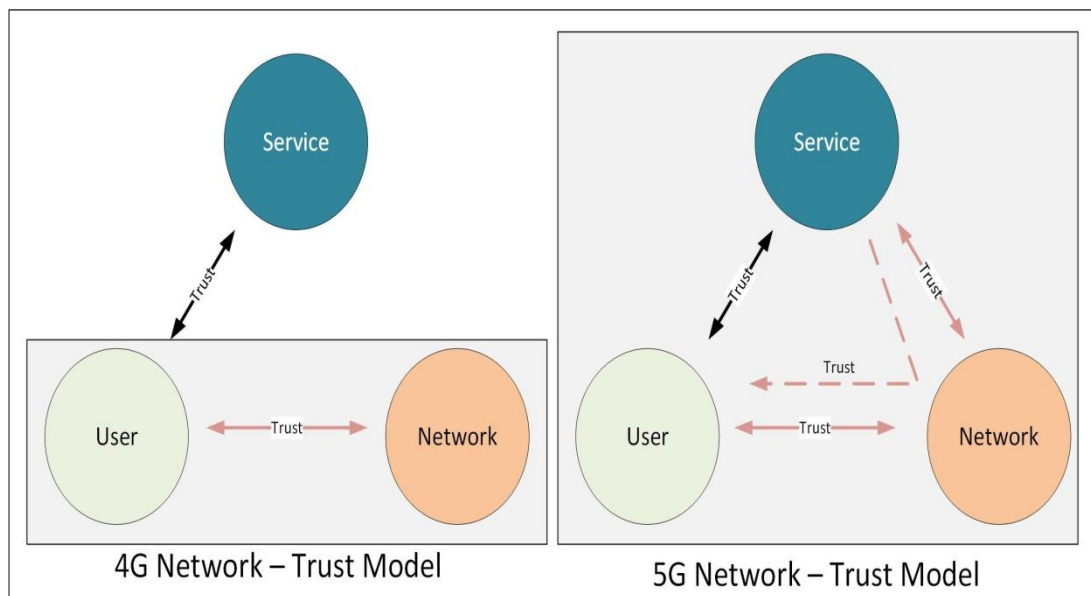 Service
Trust
User
Trust
Network
4G Network – Trust Model
Service
Trust
Trust
Trust
User
Trust
Network
5G Network – Trust Model